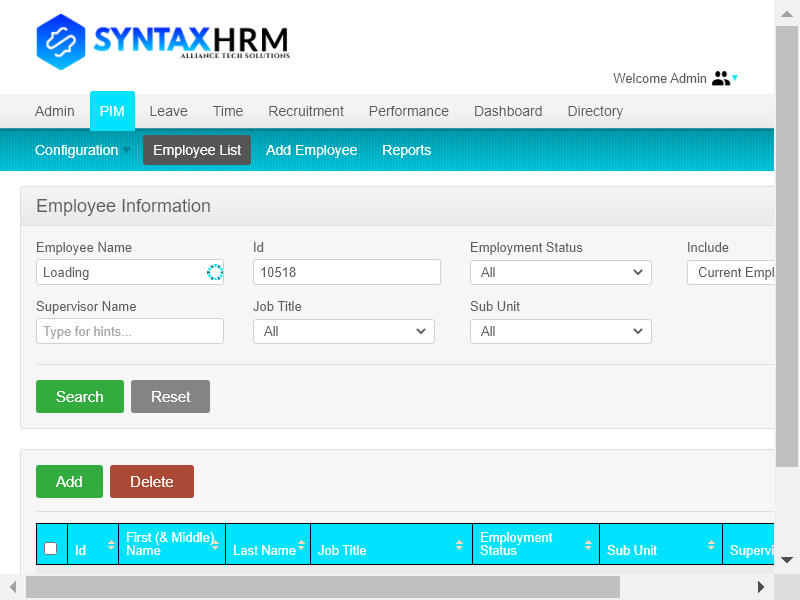 SYNTAXHRM
ALLIANCE TECH SOLUTIONS
Welcome Admin
Admin PIM Leave Time Recruitment Performance Dashboard Directory
Configuration Employee List Add Employee Reports
Employee Information
Employee Name Id Employment Status Include
Loading 10518 All Current Empl
Supervisor Name Job Title Sub Unit
Type for hints... All All
Search Reset
Add Delete
Id First (& Middle) Name Last Name Job Title Employment Status Sub Unit Supervi